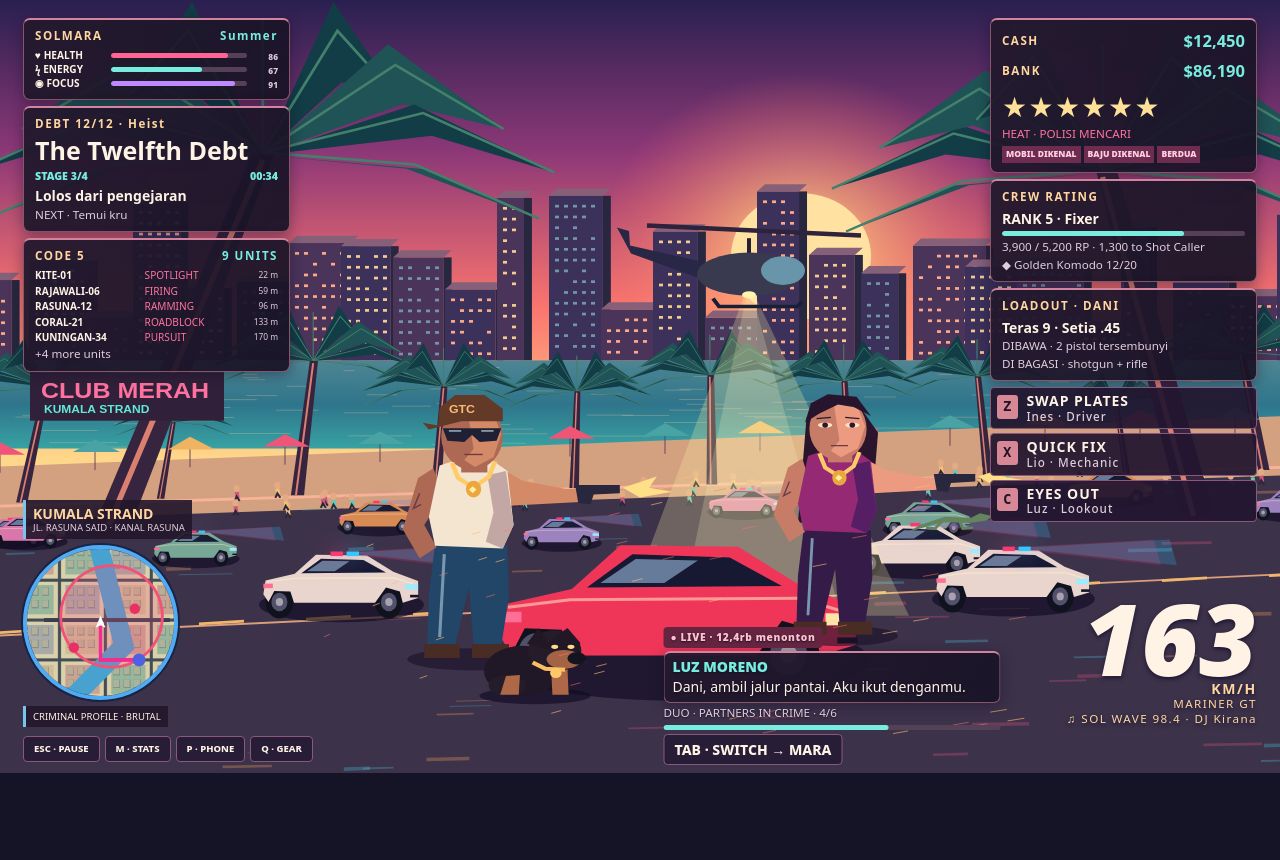 SOLMARA Summer
♥ HEALTH 86
ϟ ENERGY 67
◉ FOCUS 91
DEBT 12/12 · Heist
The Twelfth Debt
STAGE 3/4 00:34
Lolos dari pengejaran
NEXT · Temui kru
CODE 5 9 UNITS
KITE-01 SPOTLIGHT 22 m
RAJAWALI-06 FIRING 59 m
RASUNA-12 RAMMING 96 m
CORAL-21 ROADBLOCK 133 m
KUNINGAN-34 PURSUIT 170 m
+4 more units
CLUB MERAH
KUMALA STRAND
GTC
KUMALA STRAND
JL. RASUNA SAID · KANAL RASUNA
CRIMINAL PROFILE · BRUTAL
ESC · PAUSE
M · STATS
P · PHONE
Q · GEAR
● LIVE · 12,4rb menonton
LUZ MORENO
Dani, ambil jalur pantai. Aku ikut denganmu.
DUO · PARTNERS IN CRIME · 4/6
TAB · SWITCH → MARA
CASH $12,450
BANK $86,190
★★★★★★
HEAT · POLISI MENCARI
MOBIL DIKENAL BAJU DIKENAL BERDUA
CREW RATING
RANK 5 · Fixer
3,900 / 5,200 RP · 1,300 to Shot Caller
◆ Golden Komodo 12/20
LOADOUT · DANI
Teras 9 · Setia .45
DIBAWA · 2 pistol tersembunyi
DI BAGASI · shotgun + rifle
Z SWAP PLATES
Ines · Driver
X QUICK FIX
Lio · Mechanic
C EYES OUT
Luz · Lookout
163
KM/H
MARINER GT
♫ SOL WAVE 98.4 · DJ Kirana